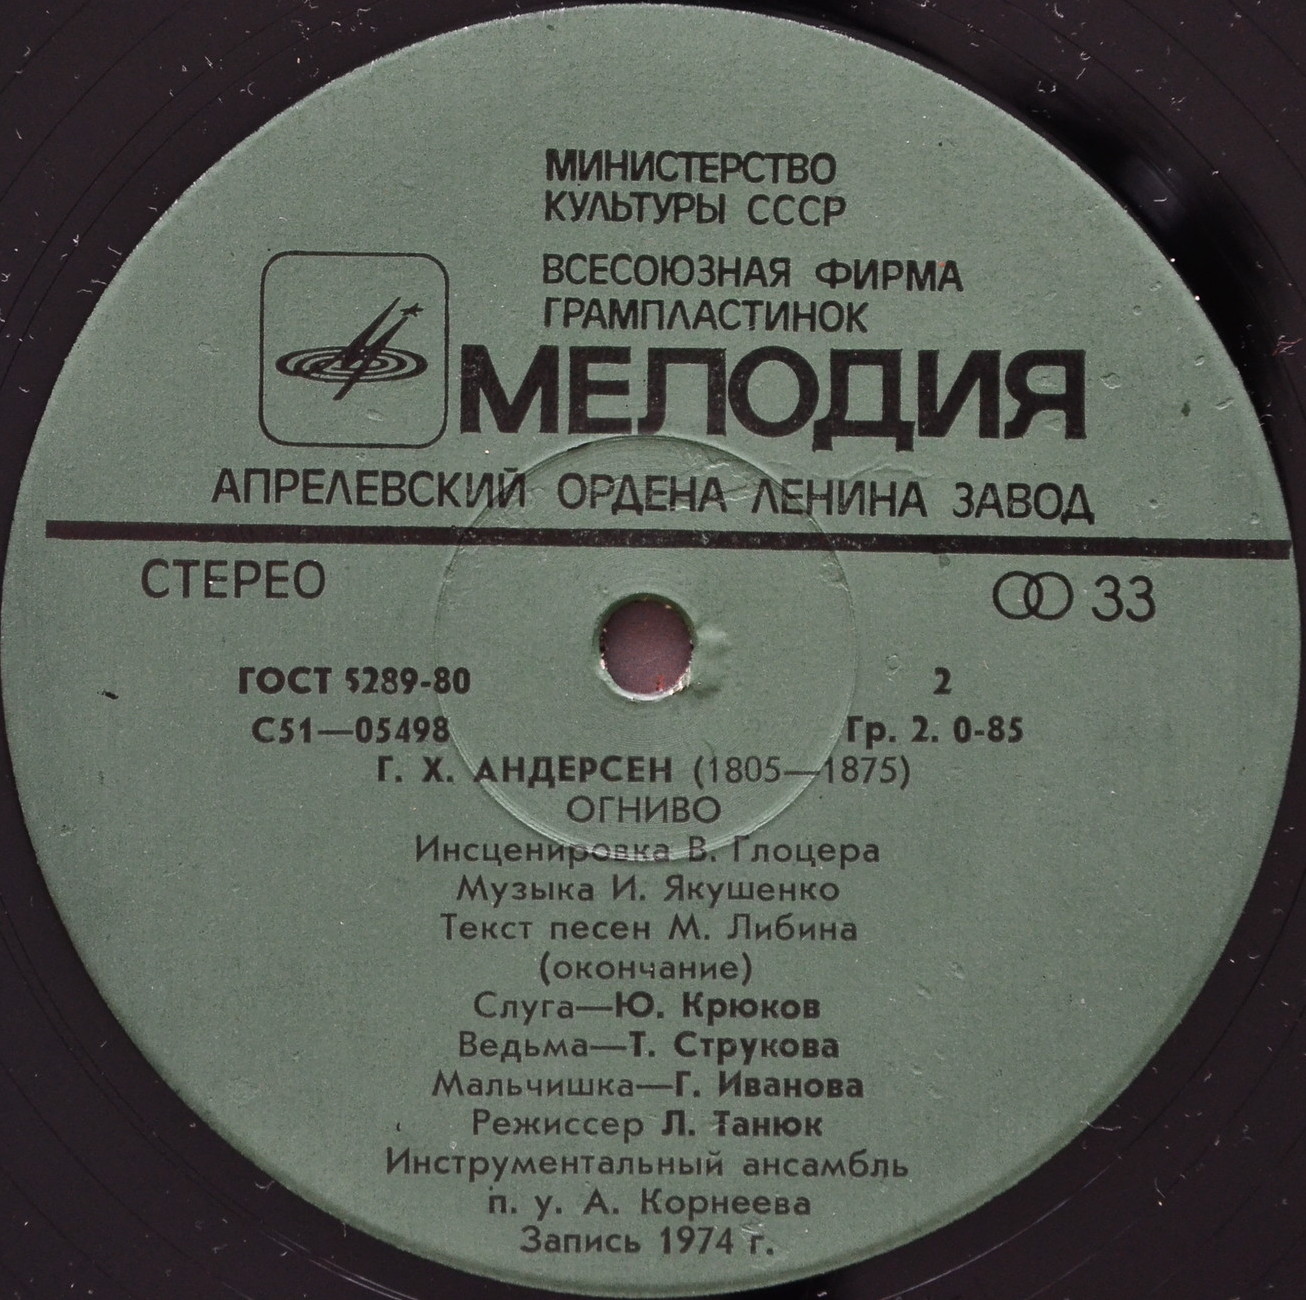 МИНИСТЕРСТВО
КУЛЬТУРЫ СССР
ВСЕСОЮЗНАЯ ФИРМА
ГРАМПЛАСТИНОК
МЕЛОДИЯ
АПРЕЛЕВСКИЙ ОРДЕНА ЛЕНИНА ЗАВОД
СТЕРЕО 33
ГОСТ 5289-80 2
С51—05498 Гр. 2. 0-85
Г. Х. АНДЕРСЕН (1805—1875)
ОГНИВО
Инсценировка В. Глоцера
Музыка И. Якушенко
Текст песен М. Либина
(окончание)
Слуга—Ю. Крюков
Ведьма—Т. Струкова
Мальчишка—Г. Иванова
Режиссер Л. Танюк
Инструментальный ансамбль
п. у. А. Корнеева
Запись 1974 г.